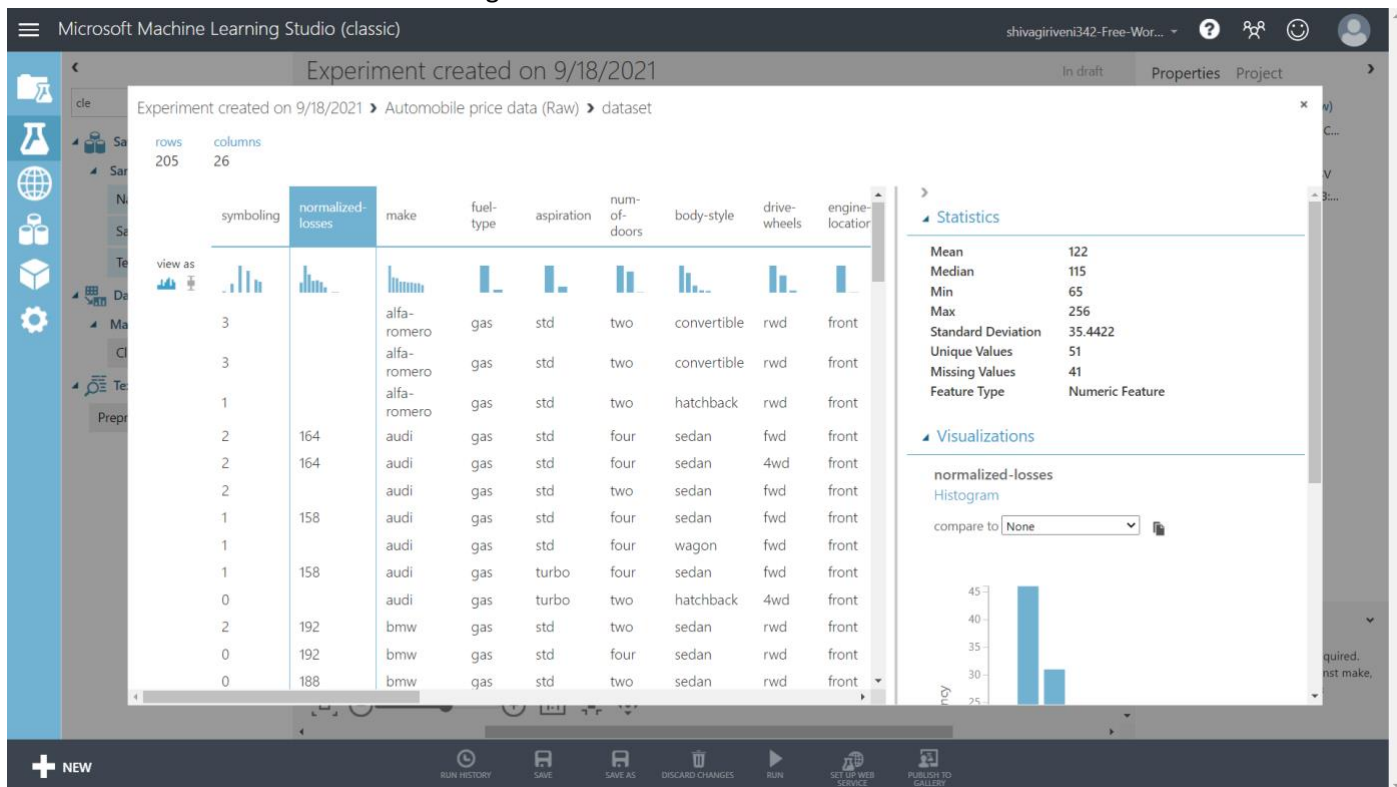 Microsoft Machine Learning Studio (classic)
shivagiriveni342-Free-Wor...
Experiment created on 9/18/2021
In draft
Properties Project
cle
Experiment created on 9/18/2021 > Automobile price data (Raw) > dataset
rows columns
205 26
symboling normalized-losses make fuel-type aspiration num-of-doors body-style drive-wheels engine-location
view as
3 alfa-romero gas std two convertible rwd front
3 alfa-romero gas std two convertible rwd front
1 alfa-romero gas std two hatchback rwd front
2 164 audi gas std four sedan fwd front
2 164 audi gas std four sedan 4wd front
2 audi gas std two sedan fwd front
1 158 audi gas std four sedan fwd front
1 audi gas std four wagon fwd front
1 158 audi gas turbo four sedan fwd front
0 audi gas turbo two hatchback 4wd front
2 192 bmw gas std two sedan rwd front
0 192 bmw gas std four sedan rwd front
0 188 bmw gas std two sedan rwd front
Statistics
Mean 122
Median 115
Min 65
Max 256
Standard Deviation 35.4422
Unique Values 51
Missing Values 41
Feature Type Numeric Feature
Visualizations
normalized-losses
Histogram
compare to None
45
40
35
30
25
NEW
RUN HISTORY
SAVE
SAVE AS
DISCARD CHANGES
RUN
SET UP WEB SERVICE
PUBLISH TO GALLERY